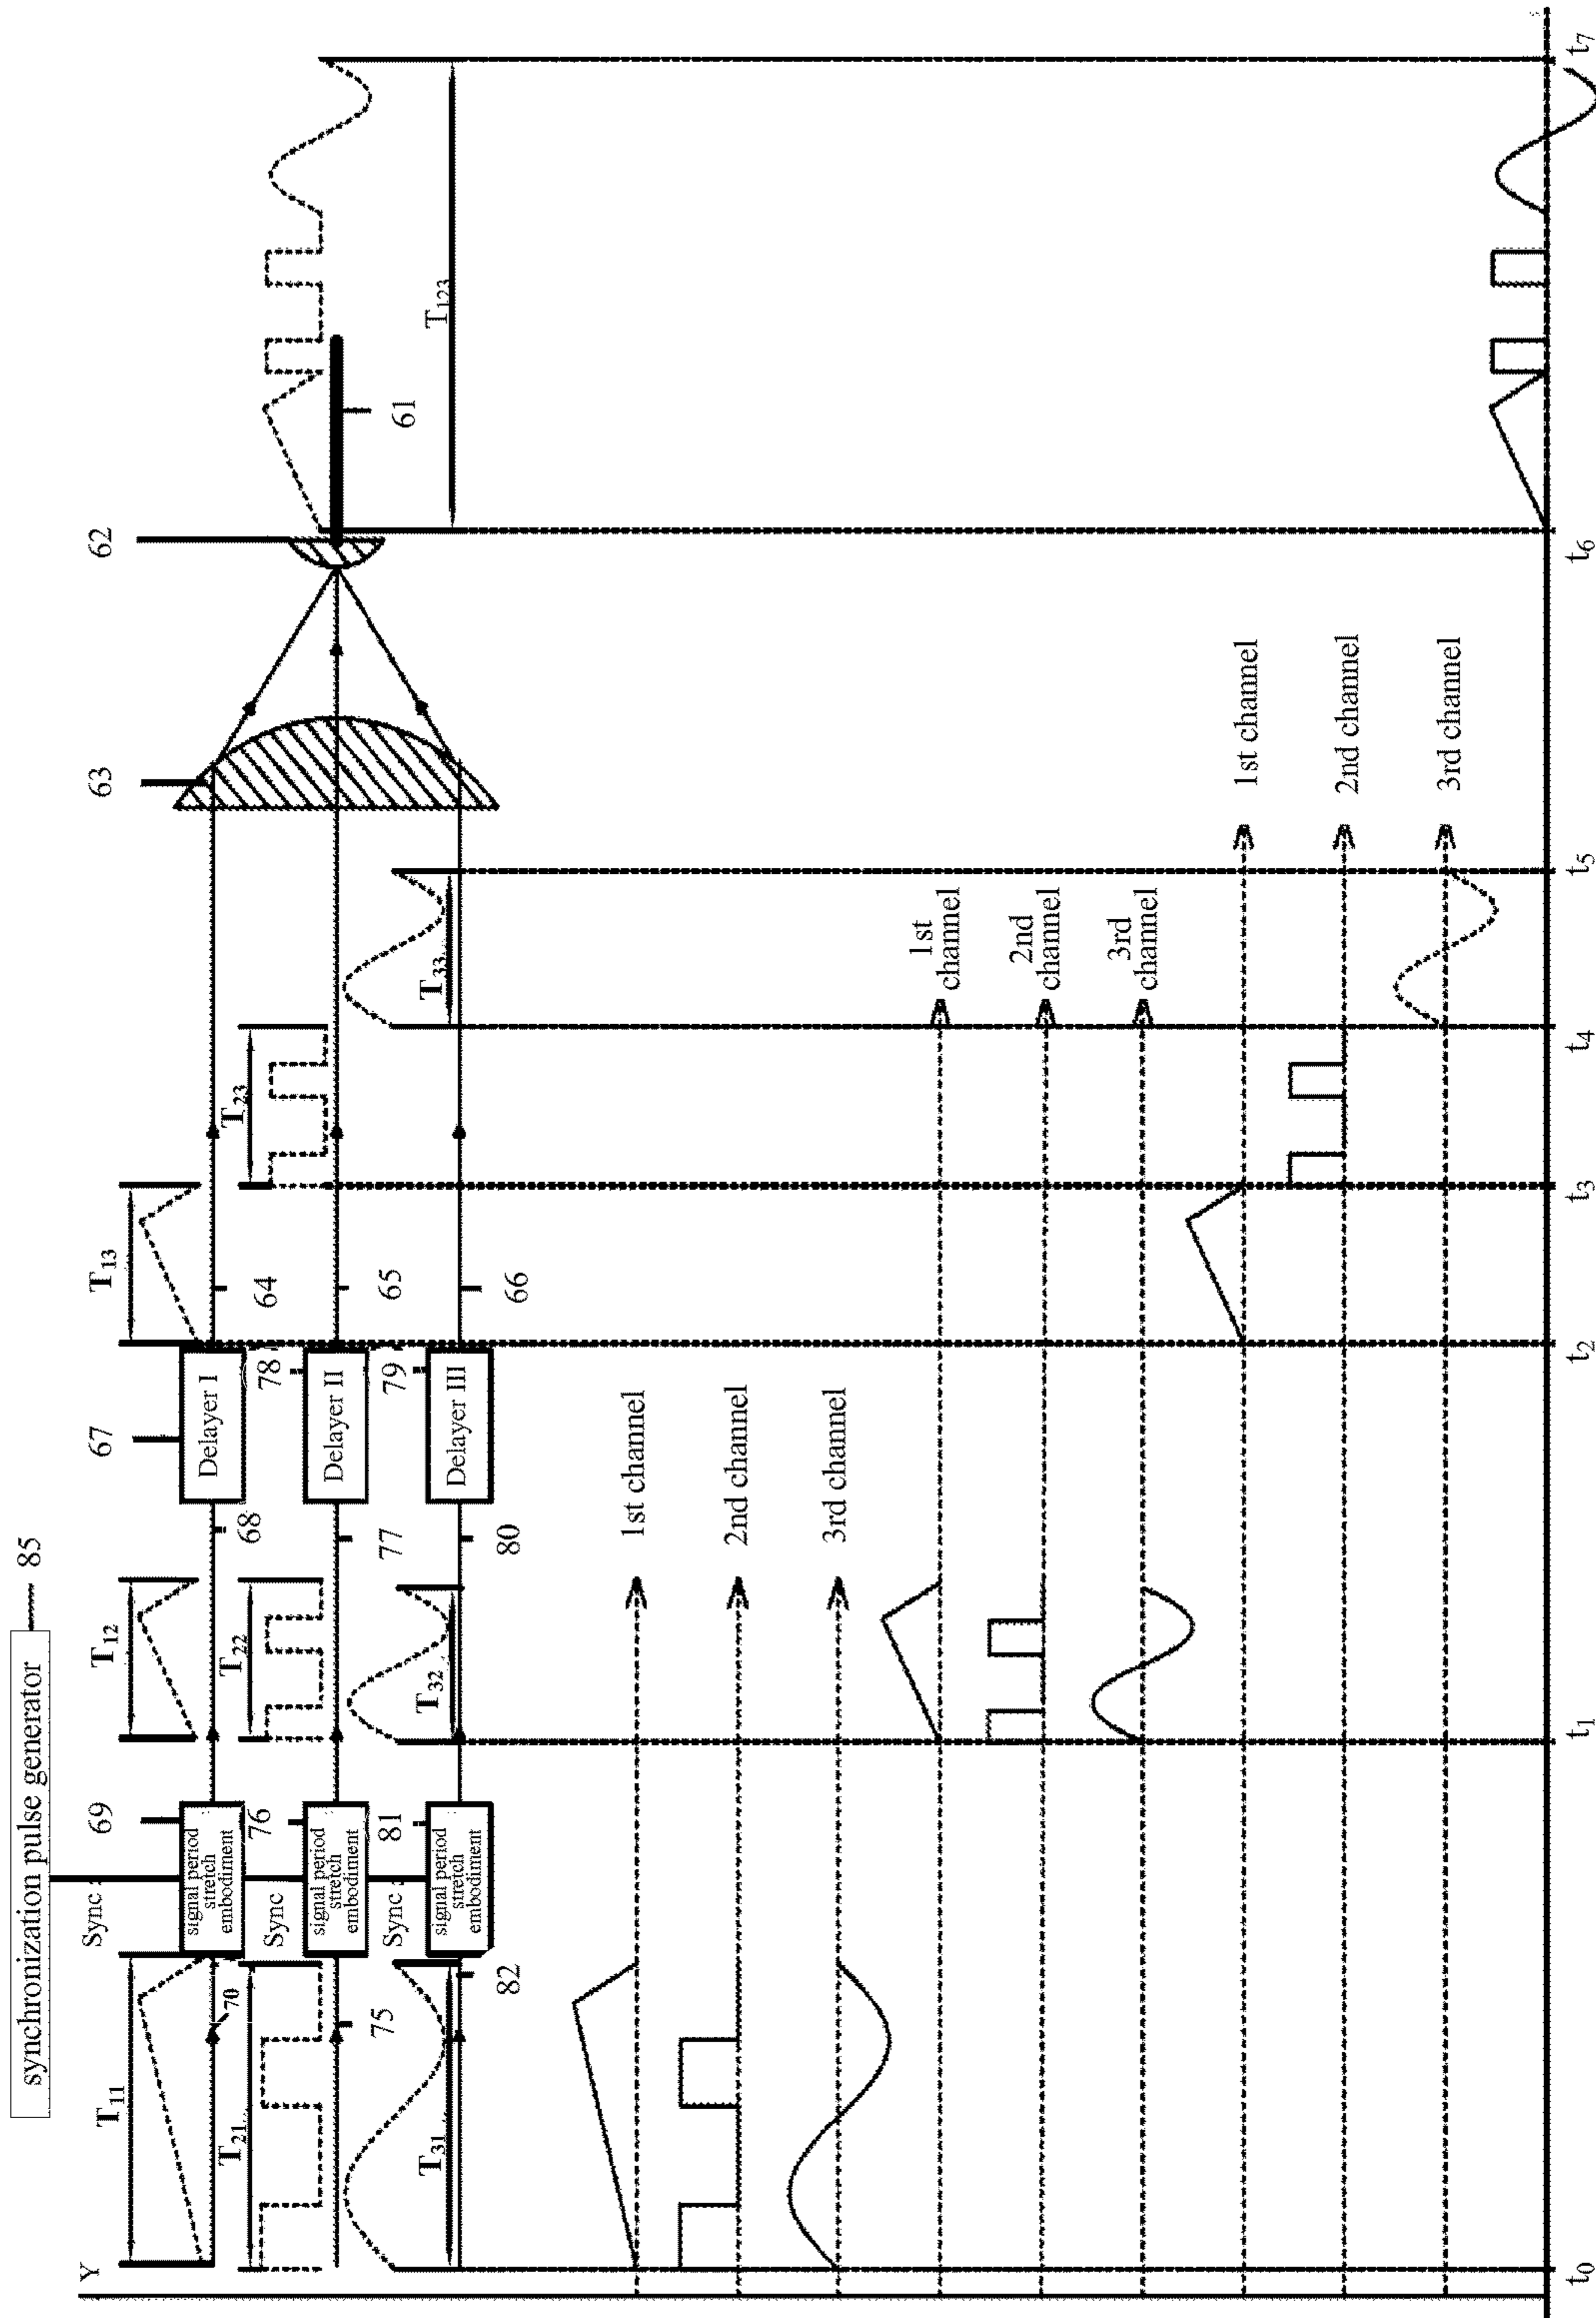 synchronization pulse generator
85
Y
Sync
Sync
Sync
T11
T21
T31
70
75
82
69
76
81
signal period
stretch
embodiment
signal period
stretch
embodiment
signal period
stretch
embodiment
T12
T22
T32
68
77
80
67
78
79
Delayer I
Delayer II
Delayer III
T13
T23
T33
64
65
66
63
62
61
T123
1st channel
2nd channel
3rd channel
1st
channel
2nd
channel
3rd
channel
1st channel
2nd channel
3rd channel
t0
t1
t2
t3
t4
t5
t6
t7